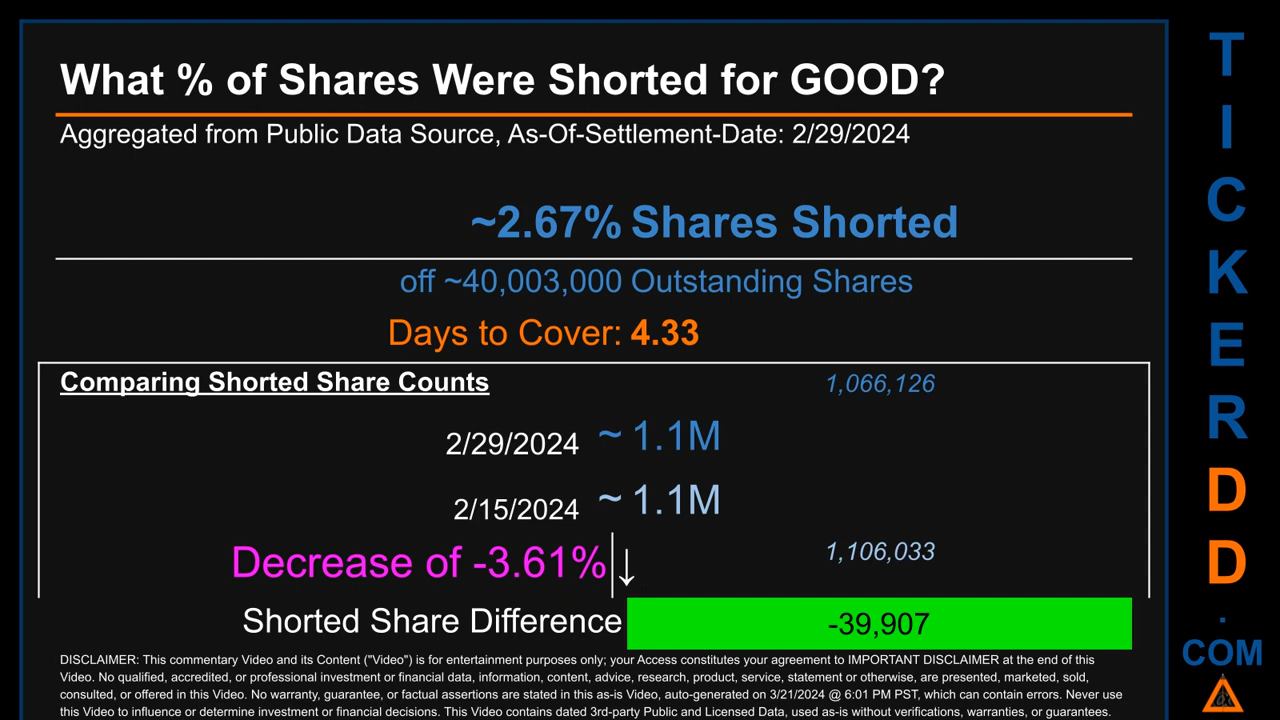 What % of Shares Were Shorted for GOOD?
Aggregated from Public Data Source, As-Of-Settlement-Date: 2/29/2024
~2.67% Shares Shorted
off ~40,003,000 Outstanding Shares
Days to Cover: 4.33
Comparing Shorted Share Counts 1,066,126
2/29/2024 ~ 1.1M
2/15/2024 ~ 1.1M
Decrease of -3.61% ↓ 1,106,033
Shorted Share Difference -39,907
DISCLAIMER: This commentary Video and its Content ("Video") is for entertainment purposes only; your Access constitutes your agreement to IMPORTANT DISCLAIMER at the end of this
Video. No qualified, accredited, or professional investment or financial data, information, content, advice, research, product, service, statement or otherwise, are presented, marketed, sold,
consulted, or offered in this Video. No warranty, guarantee, or factual assertions are stated in this as-is Video, auto-generated on 3/21/2024 @ 6:01 PM PST, which can contain errors. Never use
this Video to influence or determine investment or financial decisions. This Video contains dated 3rd-party Public and Licensed Data, used as-is without verifications, warranties, or guarantees.
T
I
C
K
E
R
D
D
.
COM